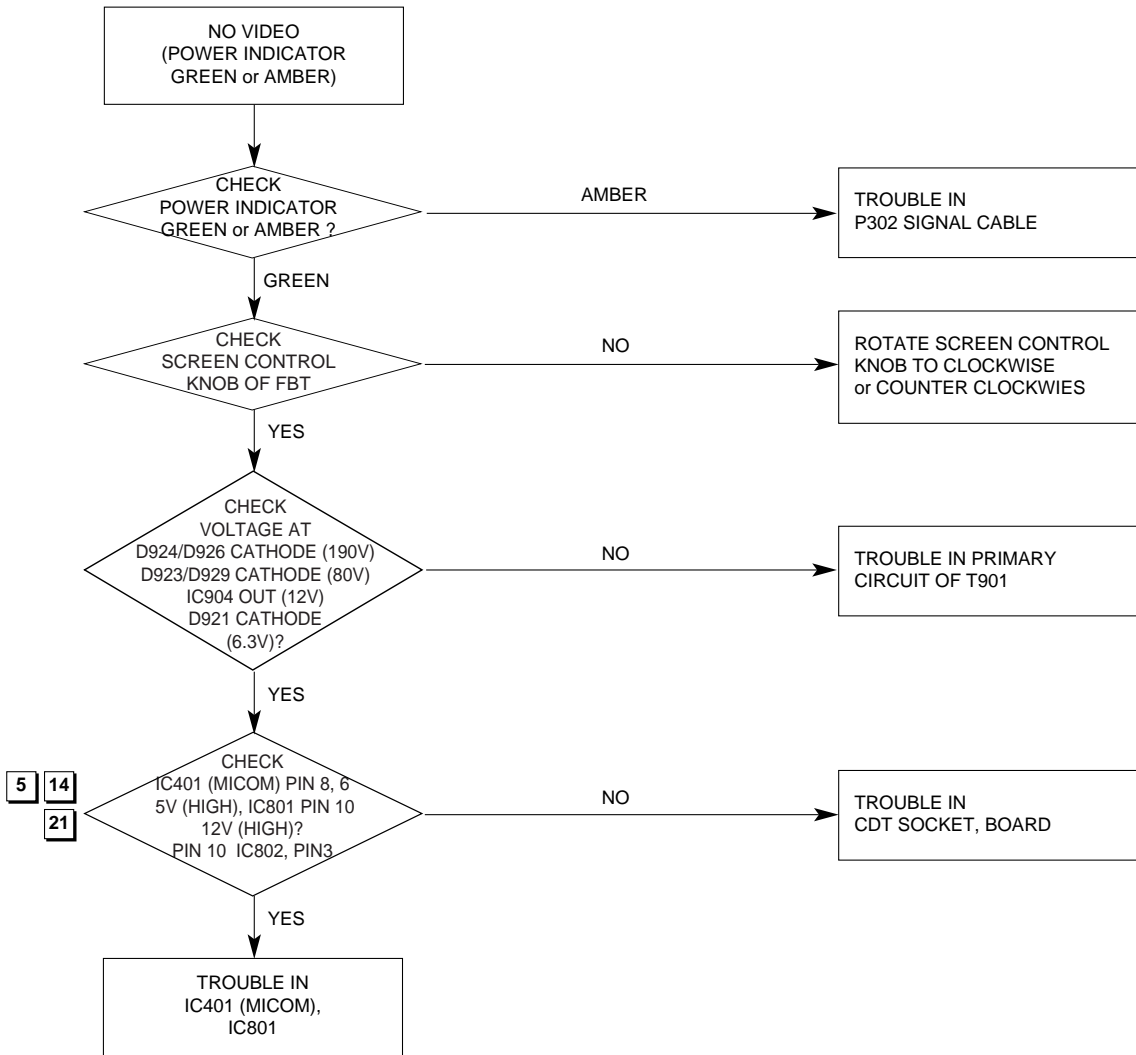 NO VIDEO
(POWER INDICATOR
GREEN or AMBER)
CHECK
POWER INDICATOR
GREEN or AMBER ?
AMBER
TROUBLE IN
P302 SIGNAL CABLE
GREEN
CHECK
SCREEN CONTROL
KNOB OF FBT
NO
ROTATE SCREEN CONTROL
KNOB TO CLOCKWISE
or COUNTER CLOCKWIES
YES
CHECK
VOLTAGE AT
D924/D926 CATHODE (190V)
D923/D929 CATHODE (80V)
IC904 OUT (12V)
D921 CATHODE
(6.3V)?
NO
TROUBLE IN PRIMARY
CIRCUIT OF T901
YES
5 14
21
CHECK
IC401 (MICOM) PIN 8, 6
5V (HIGH), IC801 PIN 10
12V (HIGH)?
PIN 10 IC802, PIN3
NO
TROUBLE IN
CDT SOCKET, BOARD
YES
TROUBLE IN
IC401 (MICOM),
IC801